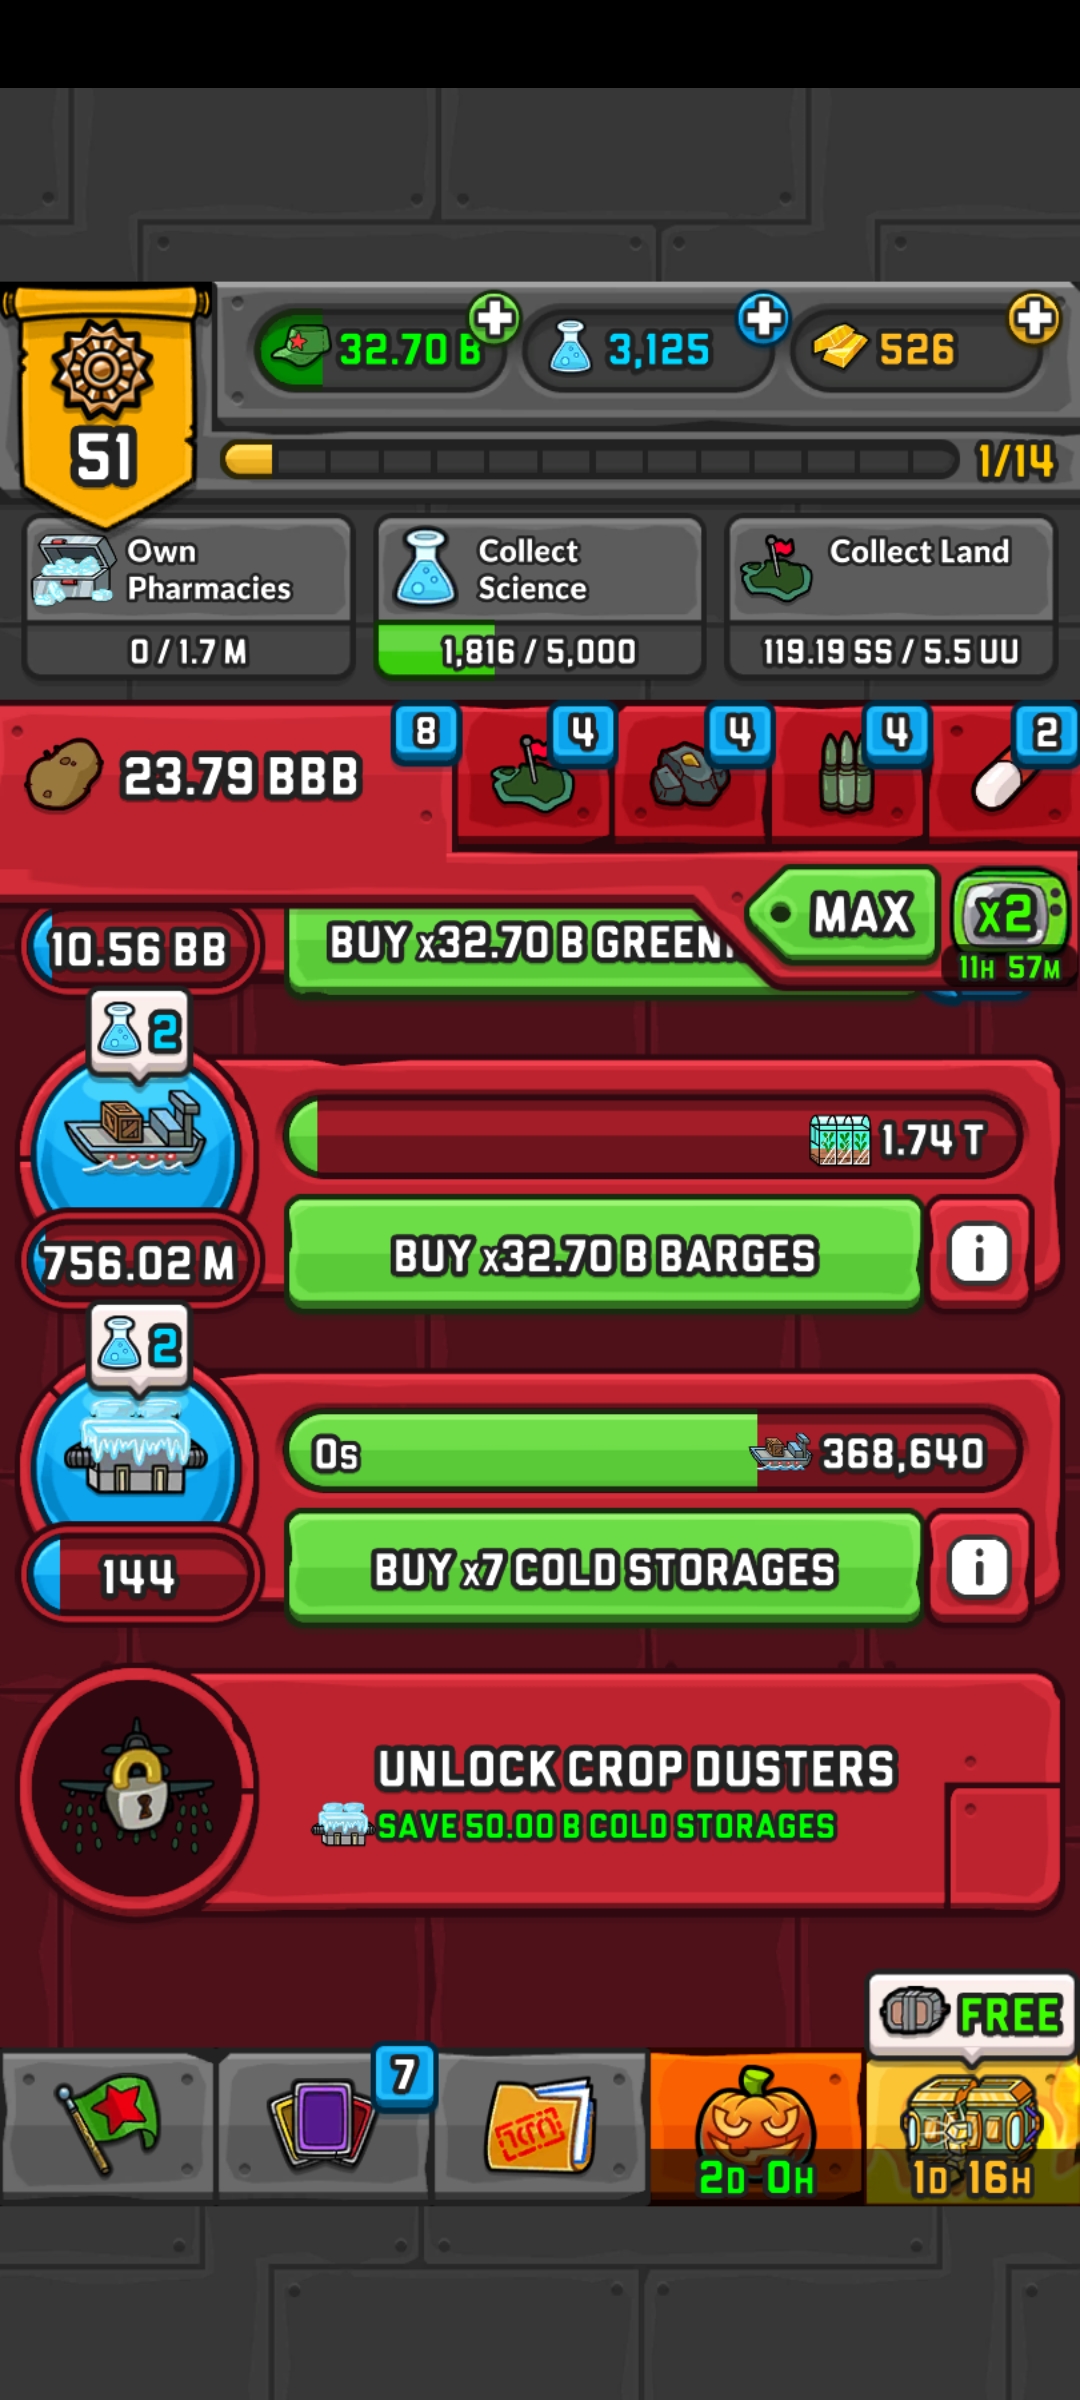 32.70 B
3,125
526
51
1/14
Own
Pharmacies
0 / 1.7 M
Collect
Science
1,816 / 5,000
Collect Land
119.19 SS / 5.5 UU
23.79 BBB
8
4
4
4
2
MAX
x2
11H 57M
10.56 BB
BUY x32.70 B
2
1.74 T
756.02 M
BUY x32.70 B BARGES
i
2
0s
368,640
144
BUY x7 COLD STORAGES
i
UNLOCK CROP DUSTERS
SAVE 50.00 B COLD STORAGES
FREE
7
2D 0H
1D 16H